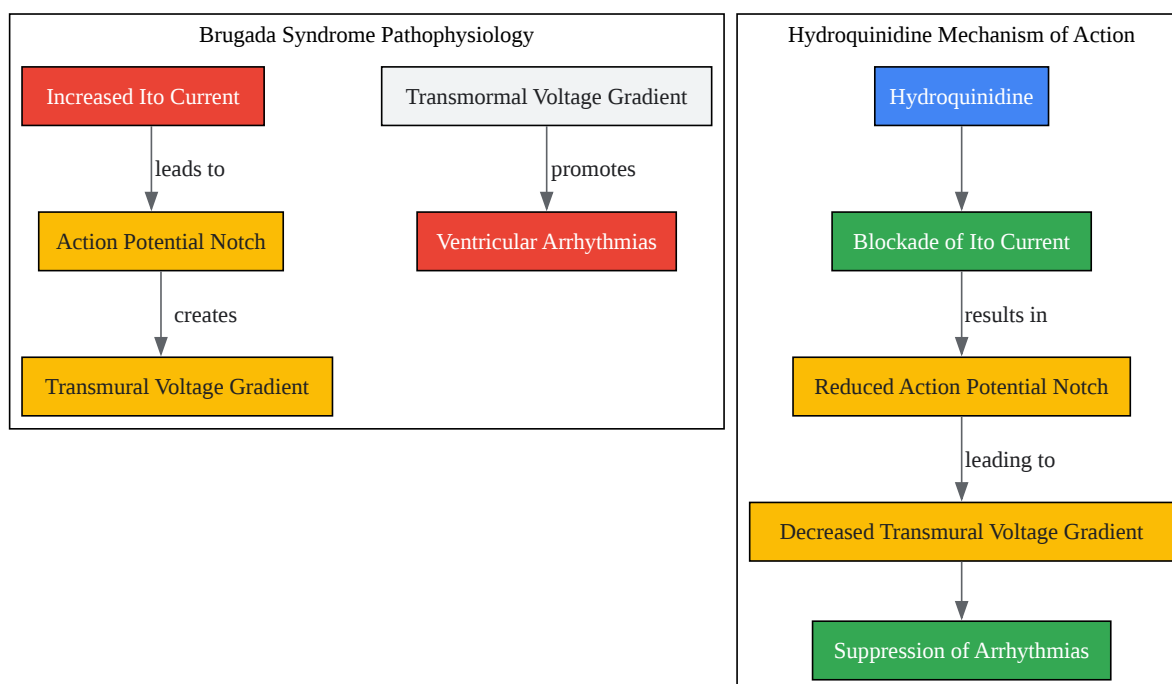 Brugada Syndrome Pathophysiology
Increased Ito Current
leads to
Action Potential Notch
creates
Transmural Voltage Gradient
Transmormal Voltage Gradient
promotes
Ventricular Arrhythmias
Hydroquinidine Mechanism of Action
Hydroquinidine
Blockade of Ito Current
results in
Reduced Action Potential Notch
leading to
Decreased Transmural Voltage Gradient
Suppression of Arrhythmias